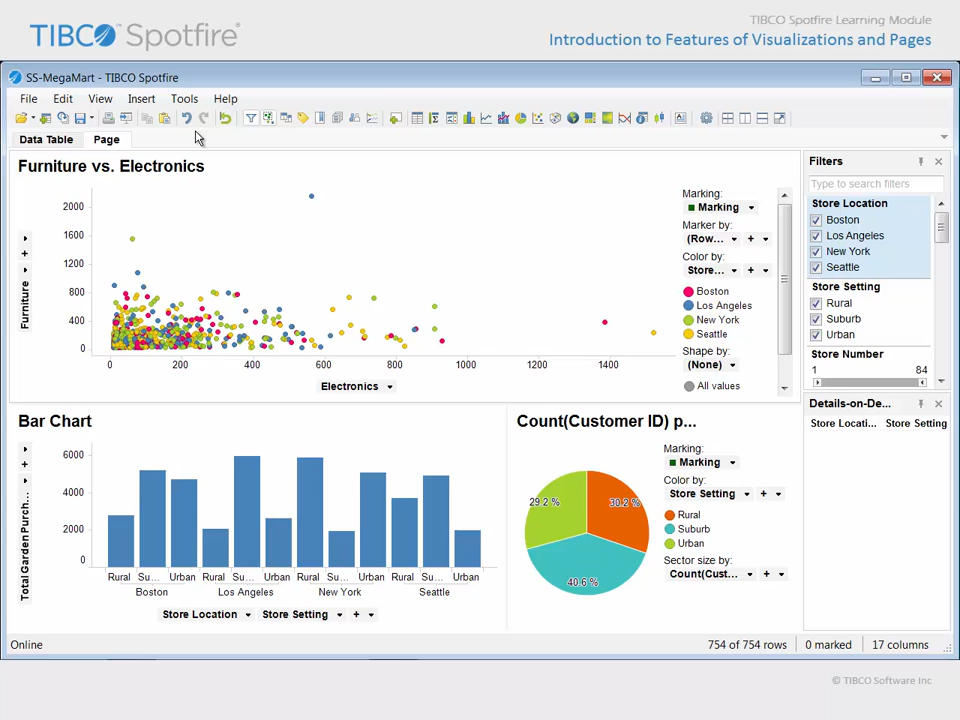 TIBCO Spotfire Learning Module
TIBCO™ Spotfire®
Introduction to Features of Visualizations and Pages
SS-MegaMart - TIBCO Spotfire
File Edit View Insert Tools Help
Data Table Page
Furniture vs. Electronics
2000
1600
1200
800
400
0
Furniture
0 200 400 600 800 1000 1200 1400
Electronics
Marking:
Marking
Marker by:
(Row...
Color by:
Store...
Boston
Los Angeles
New York
Seattle
Shape by:
(None)
All values
Filters
Type to search filters
Store Location
Boston
Los Angeles
New York
Seattle
Store Setting
Rural
Suburb
Urban
Store Number
1 84
Details-on-De...
Store Locati... Store Setting
Bar Chart
6000
4000
2000
0
Total Garden Purch...
Rural Su... Urban Rural Su... Urban Rural Su... Urban Rural Su... Urban
Boston Los Angeles New York Seattle
Store Location Store Setting
Count(Customer ID) p...
29.2 % 30.2 %
40.6 %
Marking:
Marking
Color by:
Store Setting
Rural
Suburb
Urban
Sector size by:
Count(Cust...
Online 754 of 754 rows 0 marked 17 columns
© TIBCO Software Inc